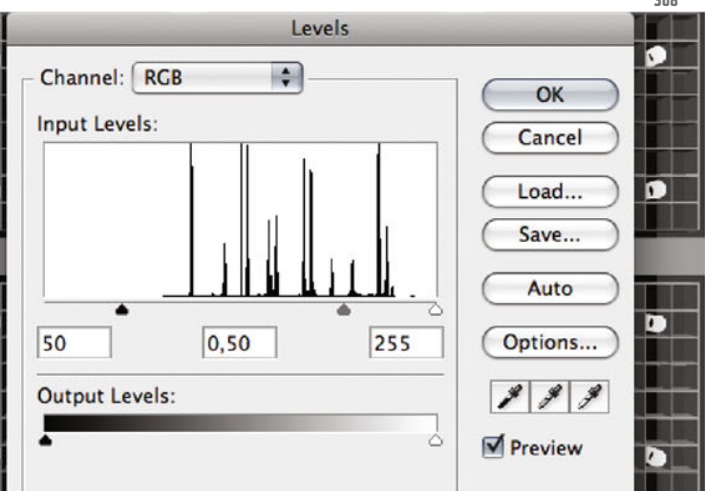 Levels
Channel: RGB
OK
Input Levels:
Cancel
Load...
Save...
Auto
50
0,50
255
Options...
Output Levels:
Preview